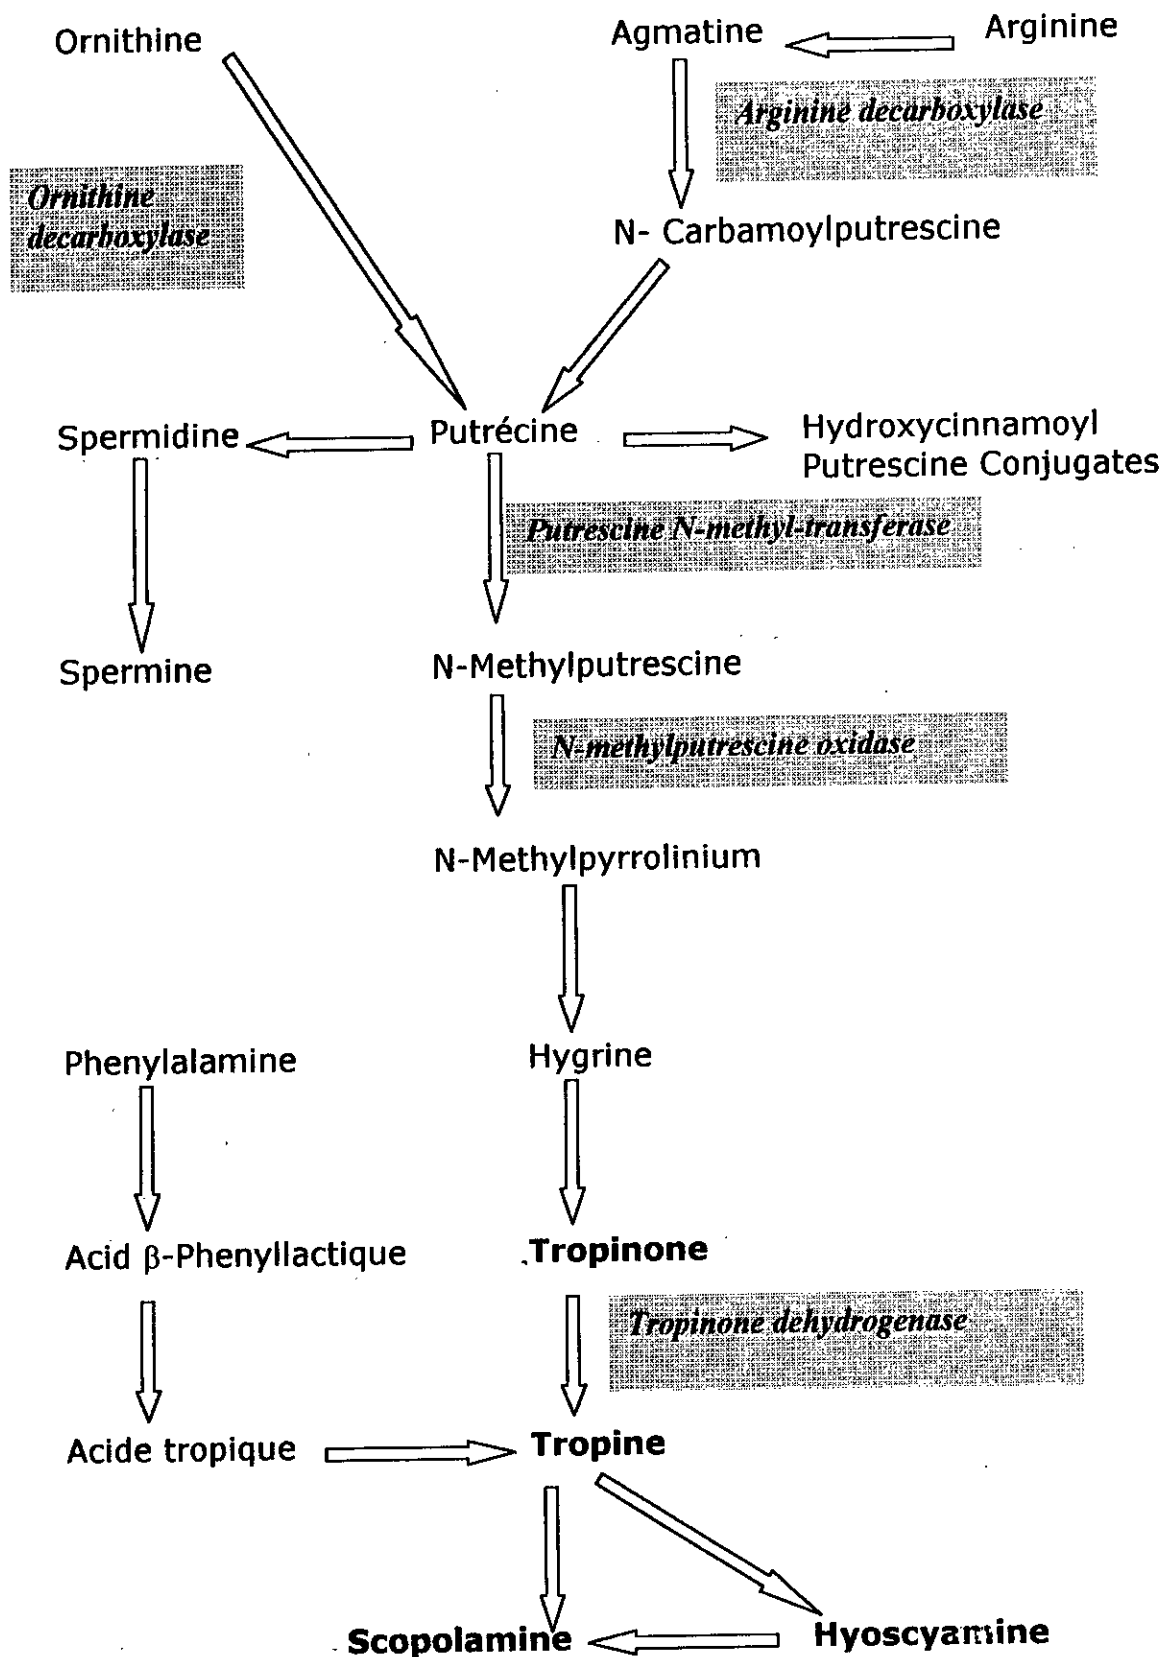 Ornithine
Agmatine
Arginine
Arginine decarboxylase
Ornithine
decarboxylase
N- Carbamoylputrescine
Spermidine
Putrécine
Hydroxycinnamoyl
Putrescine Conjugates
Putrescine N-methyl-transferase
Spermine
N-Methylputrescine
N-methylputrescine oxidase
N-Methylpyrrolinium
Phenylalamine
Hygrine
Acid β-Phenyllactique
Tropinone
Tropinone dehydrogenase
Acide tropique
Tropine
Scopolamine
Hyoscyamine